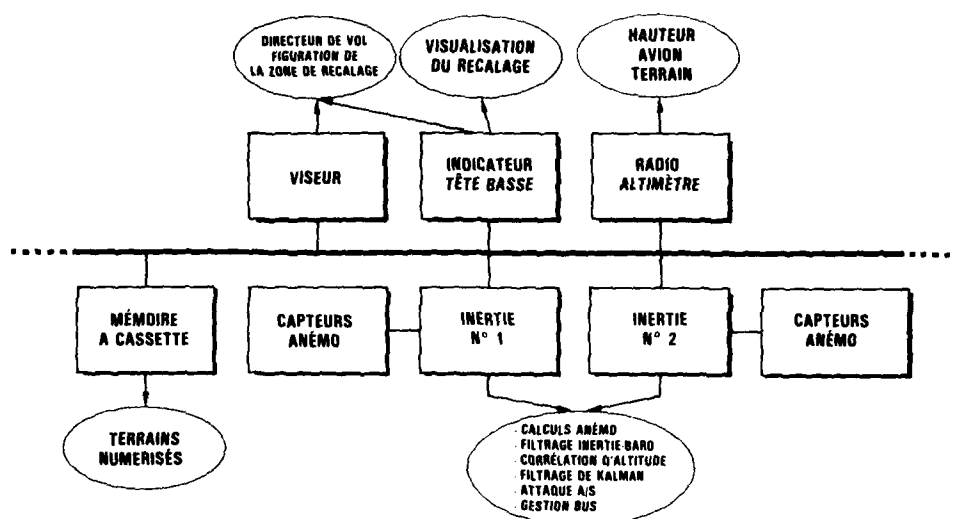 DIRECTEUR DE VOL
FIGURATION DE
LA ZONE DE RECALAGE
VISUALISATION
DU RECALAGE
HAUTEUR
AVION
TERRAIN
VISEUR
INDICATEUR
TÊTE BASSE
RADIO
ALTIMÈTRE
MÉMOIRE
A CASSETTE
CAPTEURS
ANÉMO
INERTIE
N° 1
INERTIE
N° 2
CAPTEURS
ANÉMO
TERRAINS
NUMERISÉS
· CALCULS ANÉMO
· FILTRAGE INERTIE-BARO
· CORRÉLATION D'ALTITUDE
· FILTRAGE DE KALMAN
· ATTAQUE A/S
· GESTION BUS